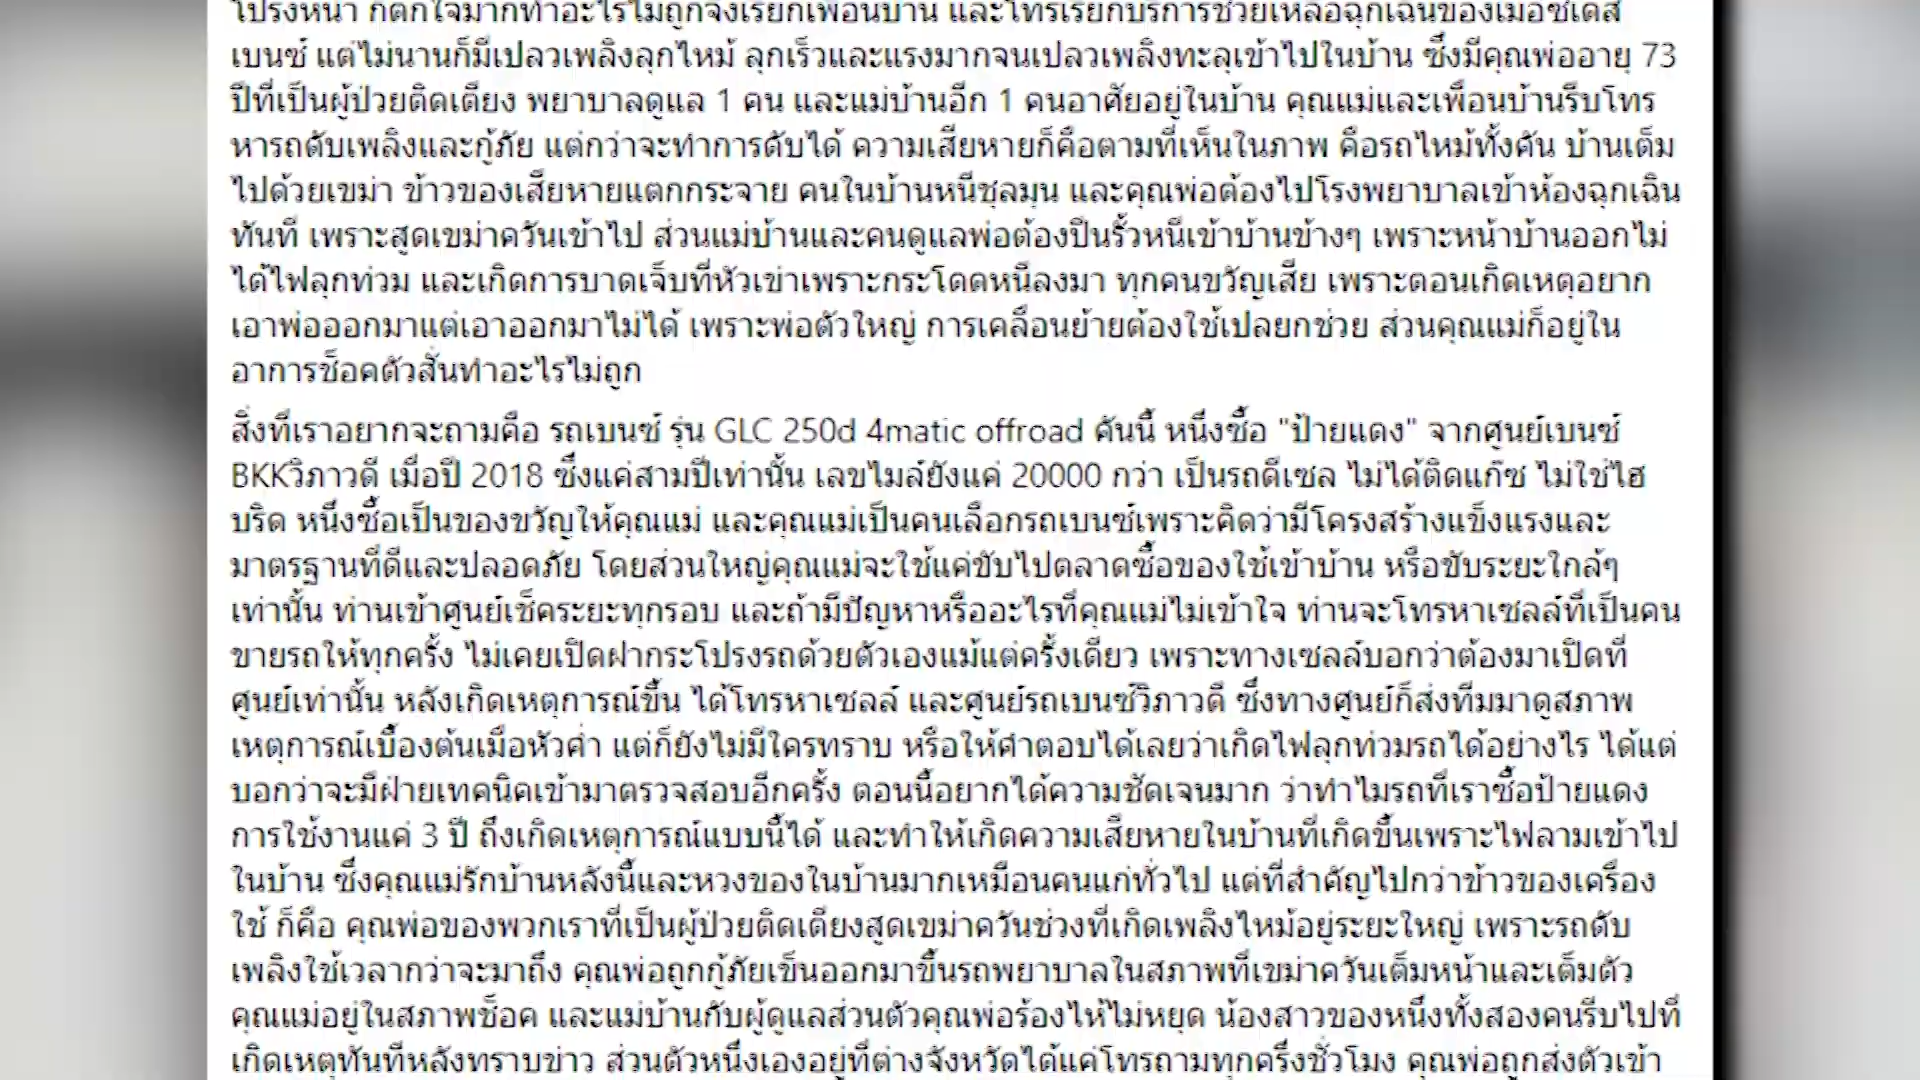 โปรงหน้า ก็ตกใจมากทำอะไรไม่ถูกจึงเรียกเพื่อนบ้าน และโทรเรียกบริการช่วยเหลือฉุกเฉินของเมอซิเดส
เบนซ์ แต่ไม่นานก็มีเปลวเพลิงลุกไหม้ ลุกเร็วและแรงมากจนเปลวเพลิงทะลุเข้าไปในบ้าน ซึ่งมีคุณพ่ออายุ 73
ปีที่เป็นผู้ป่วยติดเตียง พยาบาลดูแล 1 คน และแม่บ้านอีก 1 คนอาศัยอยู่ในบ้าน คุณแม่และเพื่อนบ้านรีบโทร
หารถดับเพลิงและกู้ภัย แต่กว่าจะทำการดับได้ ความเสียหายก็คือตามที่เห็นในภาพ คือรถไหม้ทั้งคัน บ้านเต็ม
ไปด้วยเขม่า ข้าวของเสียหายแตกกระจาย คนในบ้านหนีชุลมุน และคุณพ่อต้องไปโรงพยาบาลเข้าห้องฉุกเฉิน
ทันที เพราะสูดเขม่าควันเข้าไป ส่วนแม่บ้านและคนดูแลพ่อต้องปีนรั้วหนีเข้าบ้านข้างๆ เพราะหน้าบ้านออกไม่
ได้ไฟลุกท่วม และเกิดการบาดเจ็บที่หัวเข่าเพราะกระโดดหนีลงมา ทุกคนขวัญเสีย เพราะตอนเกิดเหตุอยาก
เอาพ่อออกมาแต่เอาออกมาไม่ได้ เพราะพ่อตัวใหญ่ การเคลื่อนย้ายต้องใช้เปลยกช่วย ส่วนคุณแม่ก็อยู่ใน
อาการช็อคตัวสั่นทำอะไรไม่ถูก
สิ่งที่เราอยากจะถามคือ รถเบนซ์ รุ่น GLC 250d 4matic offroad คันนี้ หนึ่งซื้อ "ป้ายแดง" จากศูนย์เบนซ์
BKKวิภาวดี เมื่อปี 2018 ซึ่งแค่สามปีเท่านั้น เลขไมล์ยังแค่ 20000 กว่า เป็นรถดีเซล ไม่ได้ติดแก๊ซ ไม่ใช่ไฮ
บริด หนึ่งซื้อเป็นของขวัญให้คุณแม่ และคุณแม่เป็นคนเลือกรถเบนซ์เพราะคิดว่ามีโครงสร้างแข็งแรงและ
มาตรฐานที่ดีและปลอดภัย โดยส่วนใหญ่คุณแม่จะใช้แค่ขับไปตลาดซื้อของใช้เข้าบ้าน หรือขับระยะใกล้ๆ
เท่านั้น ท่านเข้าศูนย์เช็คระยะทุกรอบ และถ้ามีปัญหาหรืออะไรที่คุณแม่ไม่เข้าใจ ท่านจะโทรหาเซลล์ที่เป็นคน
ขายรถให้ทุกครั้ง ไม่เคยเปิดฝากระโปรงรถด้วยตัวเองแม้แต่ครั้งเดียว เพราะทางเซลล์บอกว่าต้องมาเปิดที่
ศูนย์เท่านั้น หลังเกิดเหตุการณ์ขึ้น ได้โทรหาเซลล์ และศูนย์รถเบนซ์วิภาวดี ซึ่งทางศูนย์ก็ส่งทีมมาดูสภาพ
เหตุการณ์เบื้องต้นเมื่อหัวค่ำ แต่ก็ยังไม่มีใครทราบ หรือให้คำตอบได้เลยว่าเกิดไฟลุกท่วมรถได้อย่างไร ได้แต่
บอกว่าจะมีฝ่ายเทคนิคเข้ามาตรวจสอบอีกครั้ง ตอนนี้อยากได้ความชัดเจนมาก ว่าทำไมรถที่เราซื้อป้ายแดง
การใช้งานแค่ 3 ปี ถึงเกิดเหตุการณ์แบบนี้ได้ และทำให้เกิดความเสียหายในบ้านที่เกิดขึ้นเพราะไฟลามเข้าไป
ในบ้าน ซึ่งคุณแม่รักบ้านหลังนี้และหวงของในบ้านมากเหมือนคนแก่ทั่วไป แต่ที่สำคัญไปกว่าข้าวของเครื่อง
ใช้ ก็คือ คุณพ่อของพวกเราที่เป็นผู้ป่วยติดเตียงสูดเขม่าควันช่วงที่เกิดเพลิงไหม้อยู่ระยะใหญ่ เพราะรถดับ
เพลิงใช้เวลากว่าจะมาถึง คุณพ่อถูกกู้ภัยเข็นออกมาขึ้นรถพยาบาลในสภาพที่เขม่าควันเต็มหน้าและเต็มตัว
คุณแม่อยู่ในสภาพช็อค และแม่บ้านกับผู้ดูแลส่วนตัวคุณพ่อร้องไห้ไม่หยุด น้องสาวของหนึ่งทั้งสองคนรีบไปที่
เกิดเหตุทันทีหลังทราบข่าว ส่วนตัวหนึ่งเองอยู่ที่ต่างจังหวัดได้แค่โทรถามทุกครึ่งชั่วโมง คุณพ่อถูกส่งตัวเข้า